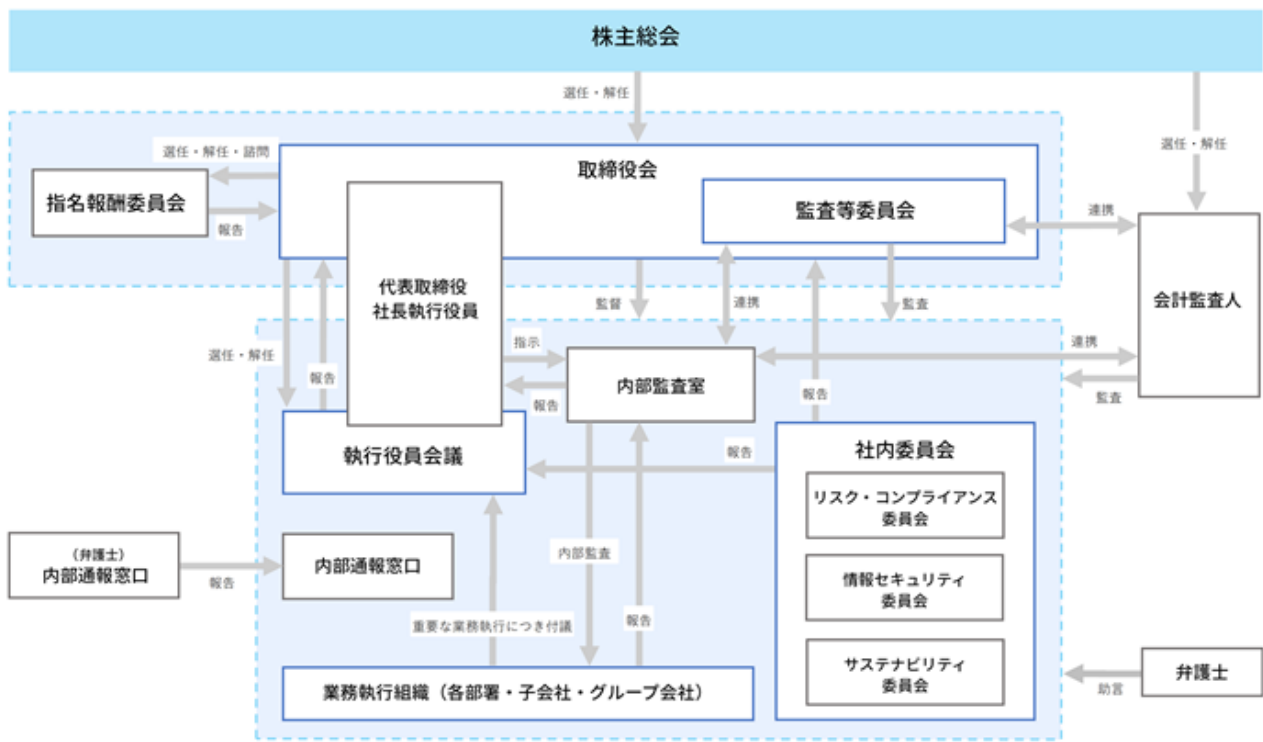 株主総会
選任・解任
選任・解任
選任・解任・諮問
取締役会
指名報酬委員会
報告
監査等委員会
連携
代表取締役
社長執行役員
会計監査人
監督
連携
監査
選任・解任
報告
指示
内部監査室
報告
連携
監査
報告
執行役員会議
報告
社内委員会
リスク・コンプライアンス
委員会
(弁護士)
内部通報窓口
報告
内部通報窓口
内部監査
情報セキュリティ
委員会
重要な業務執行につき付議
報告
サステナビリティ
委員会
業務執行組織(各部署・子会社・グループ会社)
弁護士
助言